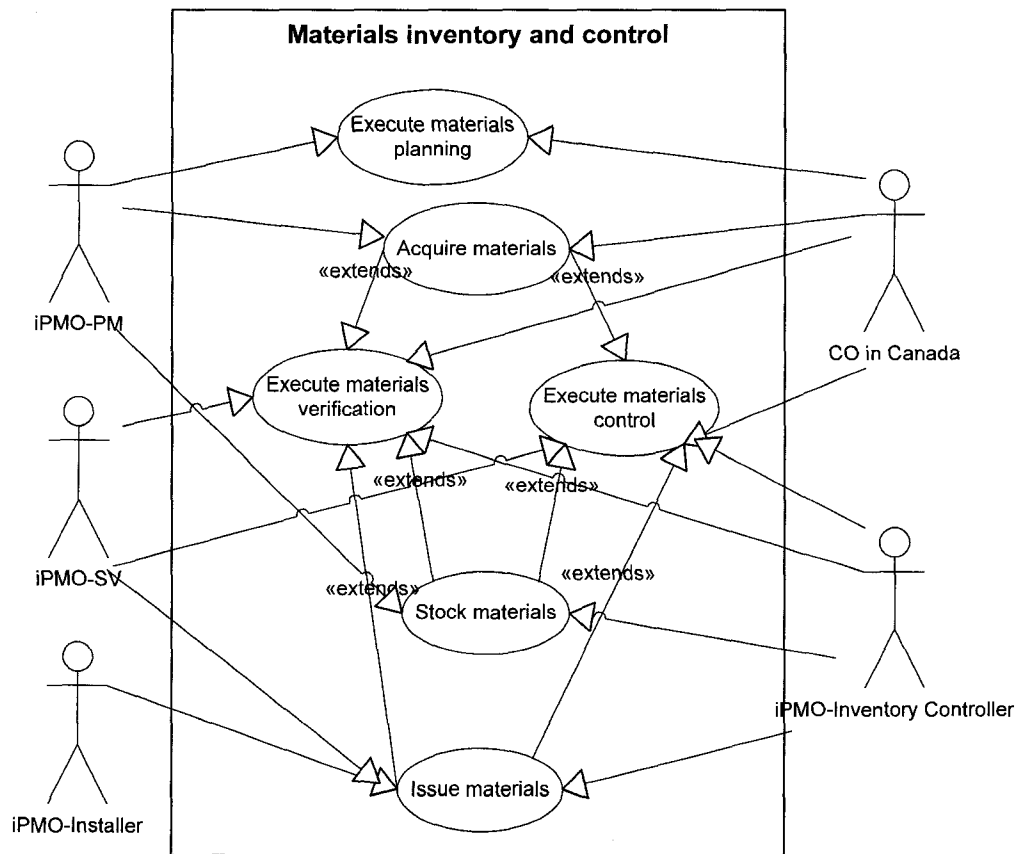 Materials inventory and control
Execute materials
planning
Acquire materials
«extends»
«extends»
iPMO-PM
CO in Canada
Execute materials
verification
Execute materials
control
«extends»
«extends»
iPMO-SV
«extends»
«extends»
Stock materials
iPMO-Inventory Controller
Issue materials
iPMO-Installer